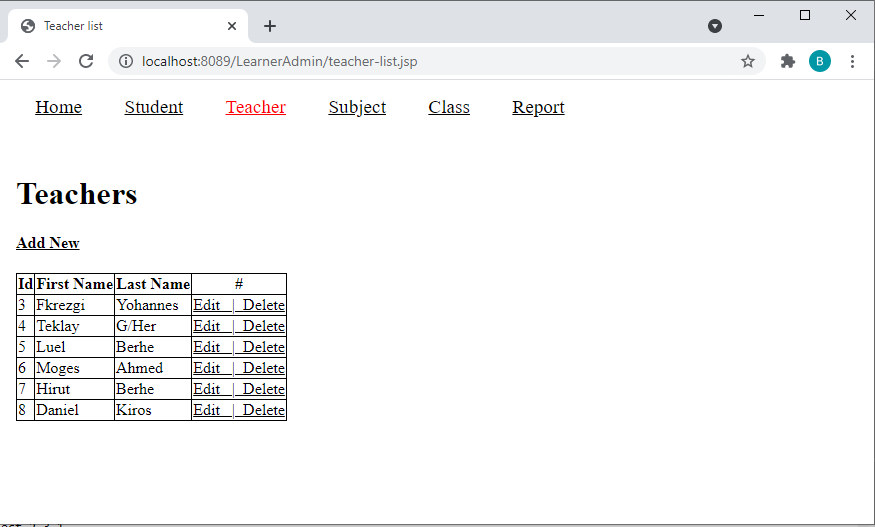 Teacher list
localhost:8089/LearnerAdmin/teacher-list.jsp
B
Home Student Teacher Subject Class Report
Teachers
Add New
Id First Name Last Name #
3 Fkrezgi Yohannes Edit | Delete
4 Teklay G/Her Edit | Delete
5 Luel Berhe Edit | Delete
6 Moges Ahmed Edit | Delete
7 Hirut Berhe Edit | Delete
8 Daniel Kiros Edit | Delete